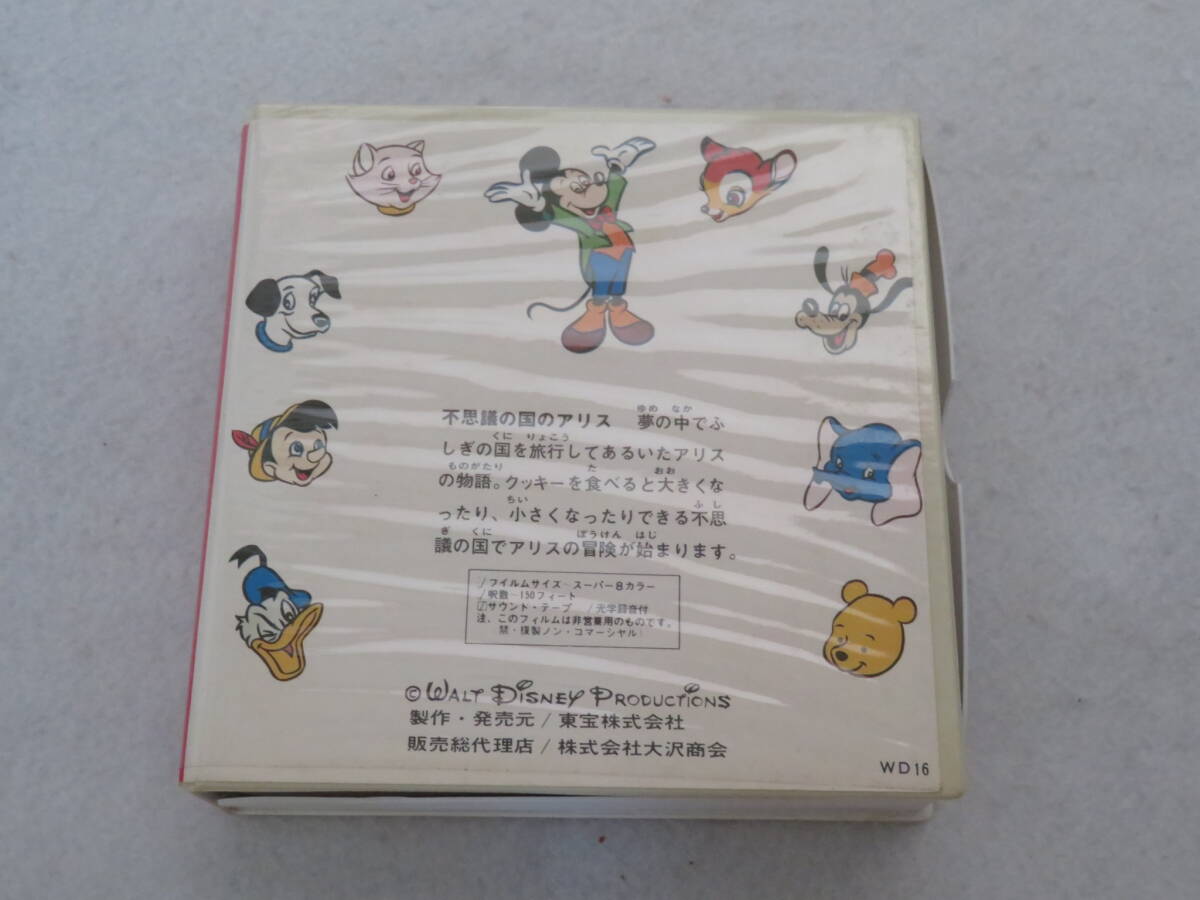 不思議の国のアリス　夢の中でふ
しぎの国を旅行してあるいたアリス
の物語。クッキーを食べると大きくな
ったり、小さくなったりできる不思
議の国でアリスの冒険が始まります。
フイルムサイズ－スーパー8カラー
呎数－150フィート
サウンド・テープ / 光学録音付
注、このフィルムは非営業用のものです。
禁・複製ノン・コマーシャル
© WALT DISNEY PRODUCTIONS
製作・発売元/東宝株式会社
販売総代理店/株式会社大沢商会
WD16